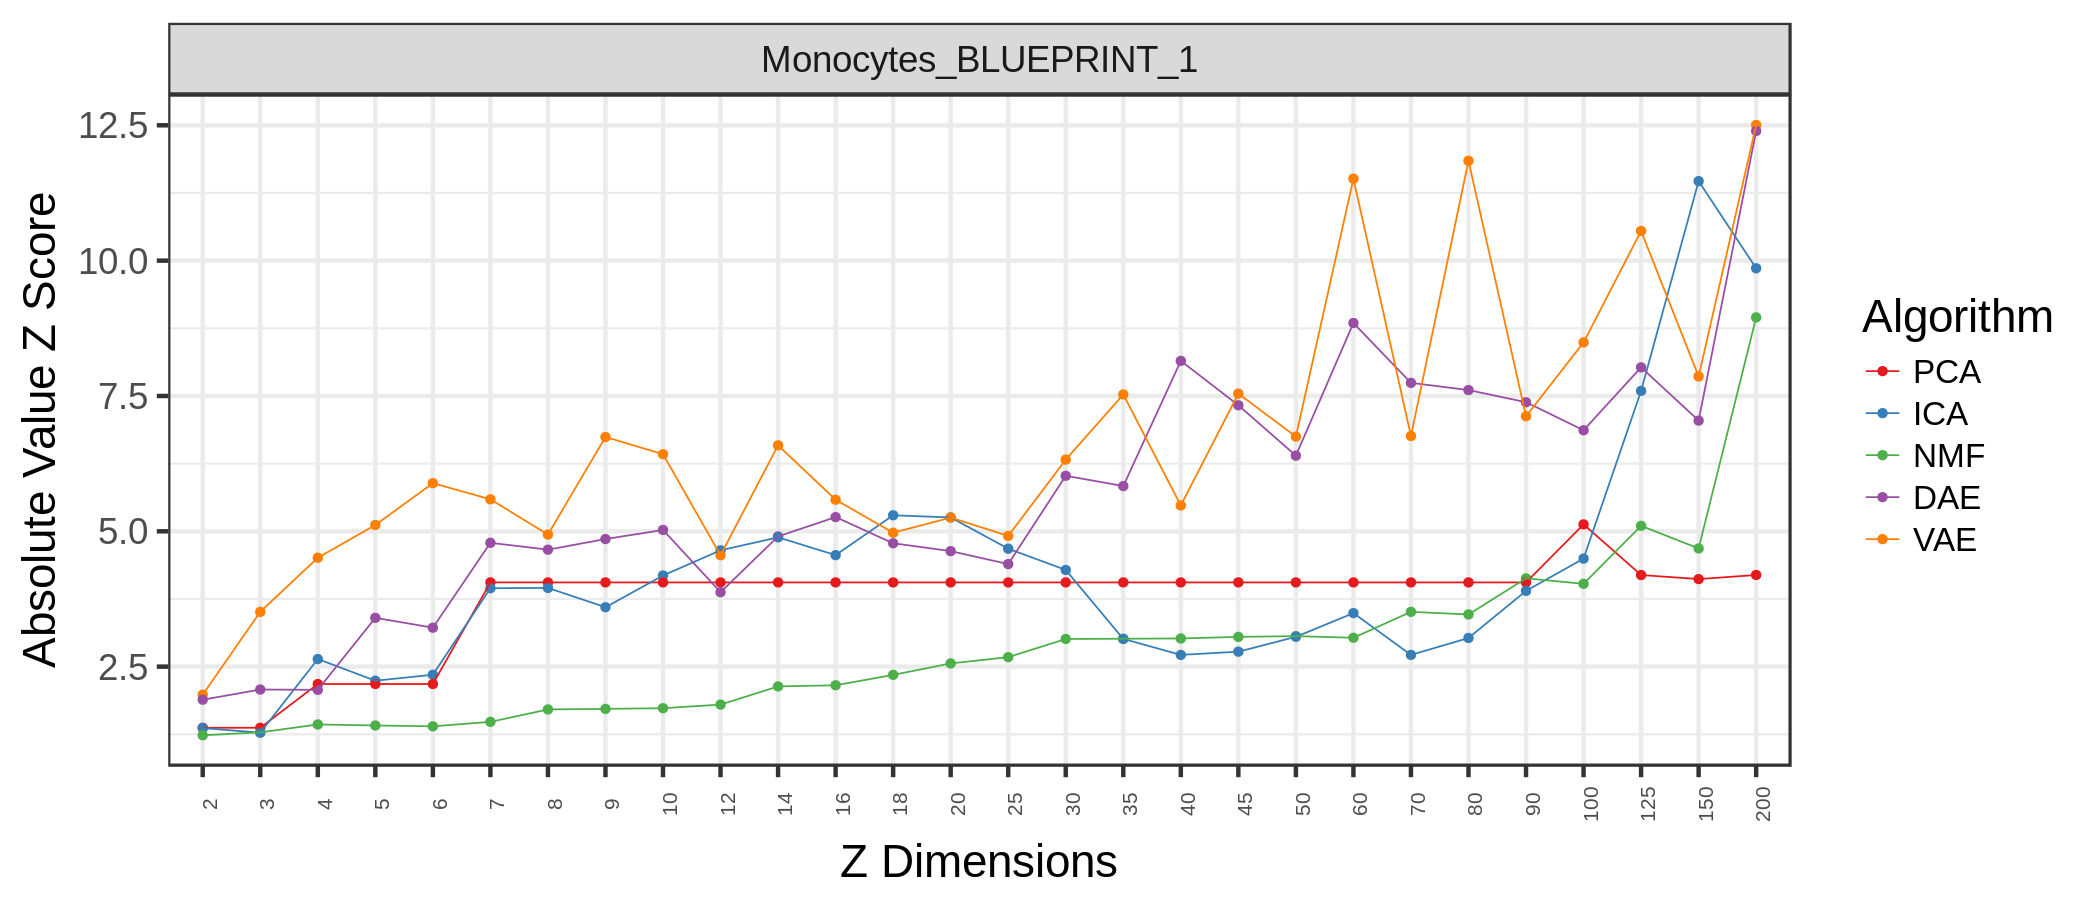 Monocytes_BLUEPRINT_1
12.5
10.0
7.5
5.0
2.5
Absolute Value Z Score
2 3 4 5 6 7 8 9 10 12 14 16 18 20 25 30 35 40 45 50 60 70 80 90 100 125 150 200
Z Dimensions
Algorithm
PCA
ICA
NMF
DAE
VAE